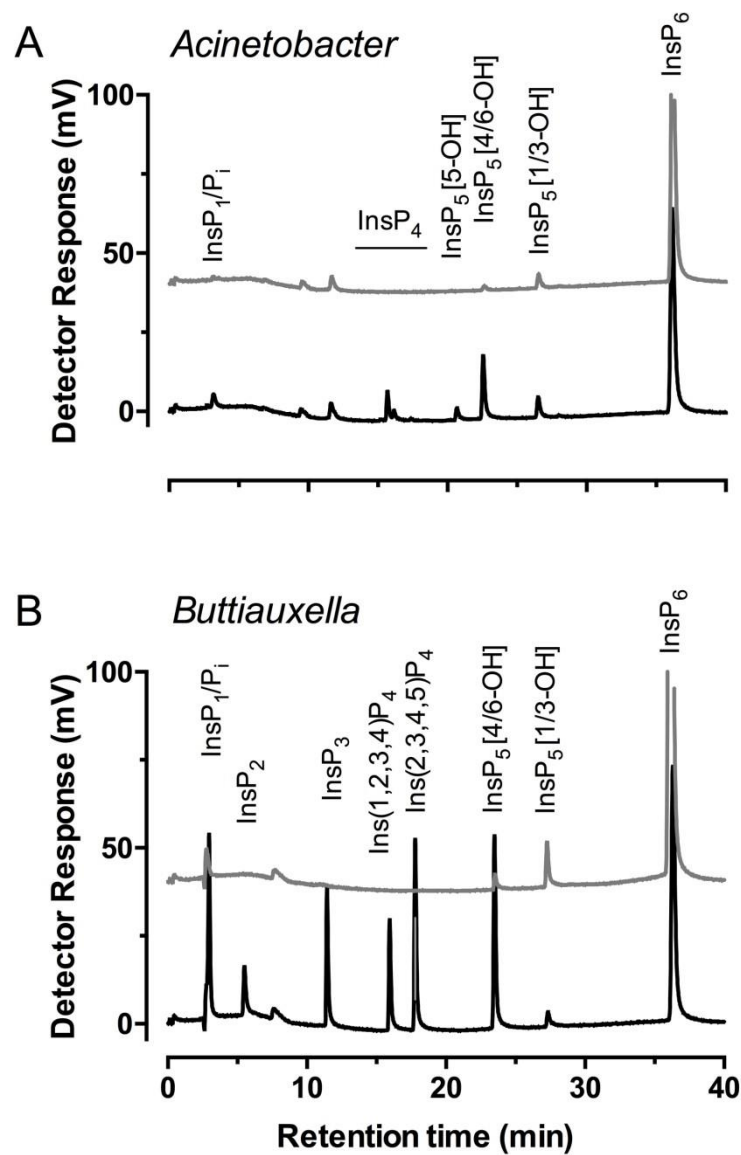 A
Acinetobacter
InsP6
InsP1/Pi
InsP4
InsP5 [5-OH]
InsP5 [4/6-OH]
InsP5 [1/3-OH]
Detector Response (mV)
100
50
0
B
Buttiauxella
InsP1/Pi
InsP2
InsP3
Ins(1,2,3,4)P4
Ins(2,3,4,5)P4
InsP5 [4/6-OH]
InsP5 [1/3-OH]
InsP6
Detector Response (mV)
100
50
0
0 10 20 30 40
Retention time (min)